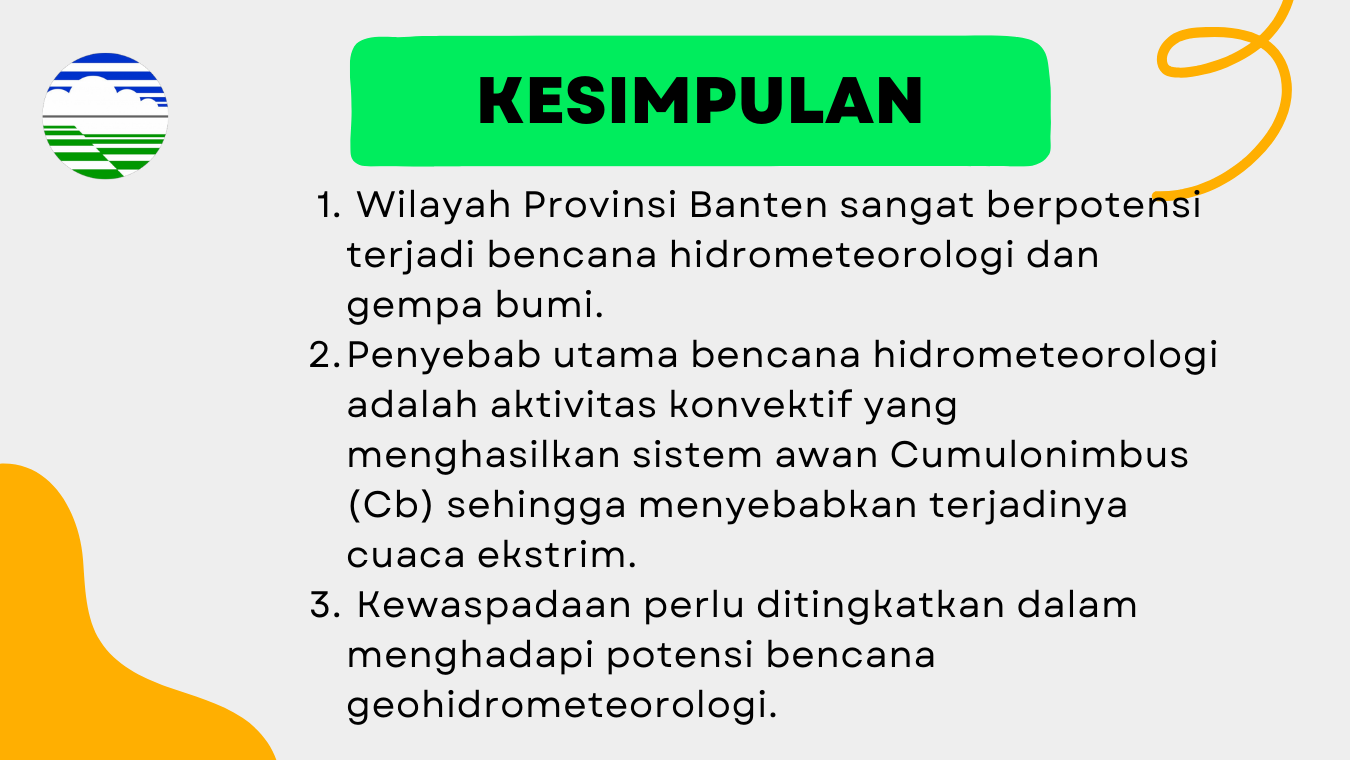 KESIMPULAN
1. Wilayah Provinsi Banten sangat berpotensi
terjadi bencana hidrometeorologi dan
gempa bumi.
2. Penyebab utama bencana hidrometeorologi
adalah aktivitas konvektif yang
menghasilkan sistem awan Cumulonimbus
(Cb) sehingga menyebabkan terjadinya
cuaca ekstrim.
3. Kewaspadaan perlu ditingkatkan dalam
menghadapi potensi bencana
geohidrometeorologi.